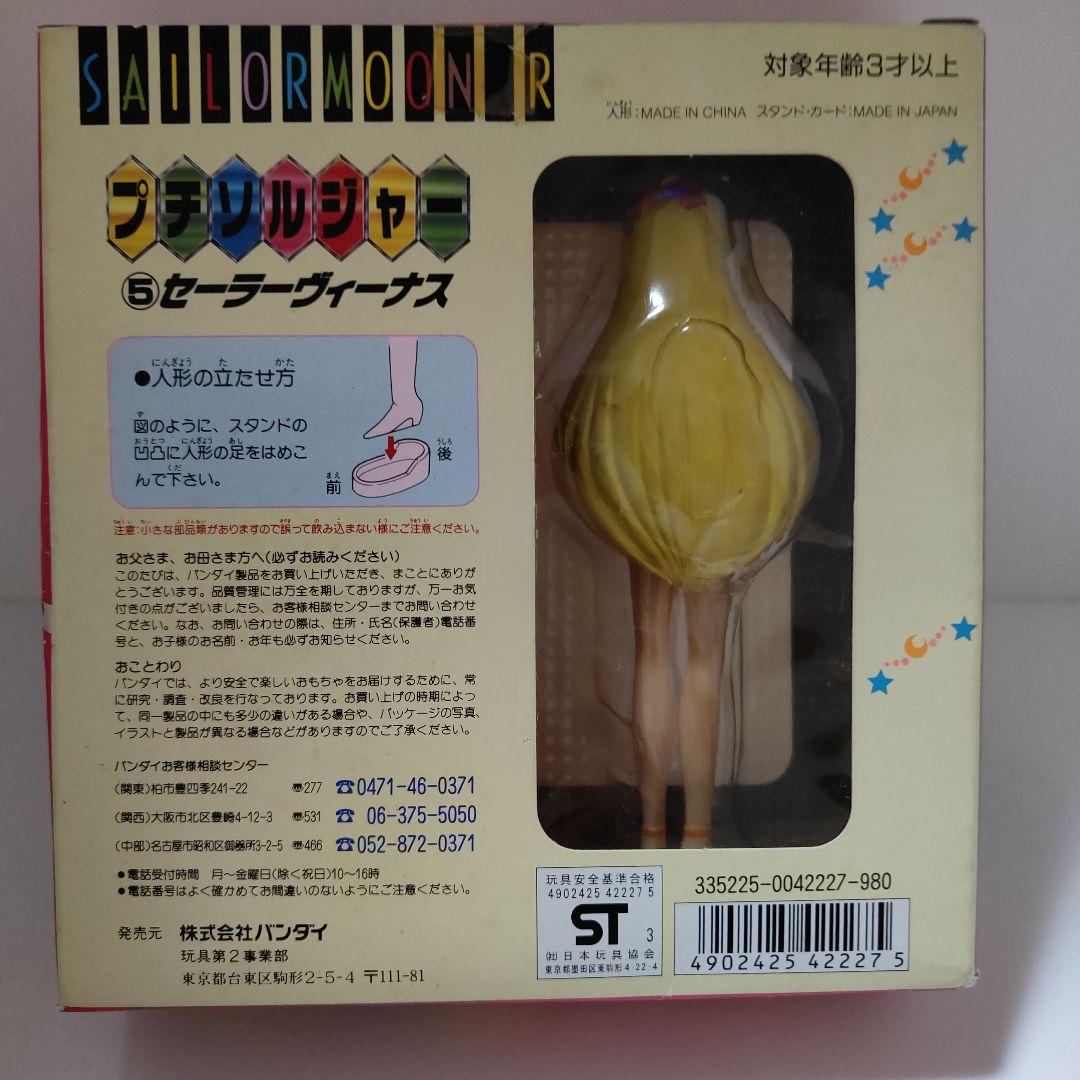 SAILORMOON R
対象年齢3才以上
人形:MADE IN CHINA スタンド・カード:MADE IN JAPAN
プチソルジャー
⑤セーラーヴィーナス
●人形の立たせ方
図のように、スタンドの
凹凸に人形の足をはめこ
んで下さい。
後
前
注意:小さな部品類がありますので誤って飲み込まない様にご注意ください。
お父さま、お母さま方へ(必ずお読みください)
このたびは、バンダイ製品をお買い上げいただき、まことにありが
とうございます。品質管理には万全を期しておりますが、万一お気
付きの点がございましたら、お客様相談センターまでお問い合わせ
ください。なお、お問い合わせの際は、住所・氏名(保護者)電話番
号と、お子様のお名前・お年も必ずお知らせください。
おことわり
バンダイでは、より安全で楽しいおもちゃをお届けするために、常
に研究・調査・改良を行なっております。お買い上げの時期によっ
て、同一製品の中にも多少の違いがある場合や、パッケージの写真、
イラストと製品が異なる場合などがありますのでご了承ください。
バンダイお客様相談センター
(関東)柏市豊四季241-22 〠277 ☎0471-46-0371
(関西)大阪市北区豊崎4-12-3 〠531 ☎06-375-5050
(中部)名古屋市昭和区御器所3-2-5 〠466 ☎052-872-0371
●電話受付時間 月〜金曜日(除く祝日)10〜16時
●電話番号はよく確かめてお間違いのないようにご注意ください。
発売元 株式会社バンダイ
玩具第2事業部
東京都台東区駒形2-5-4 〒111-81
玩具安全基準合格
4902425 42227 5
ST 3
㈳日本玩具協会
東京都墨田区東駒形4-22-4
335225-0042227-980
4902425 422275